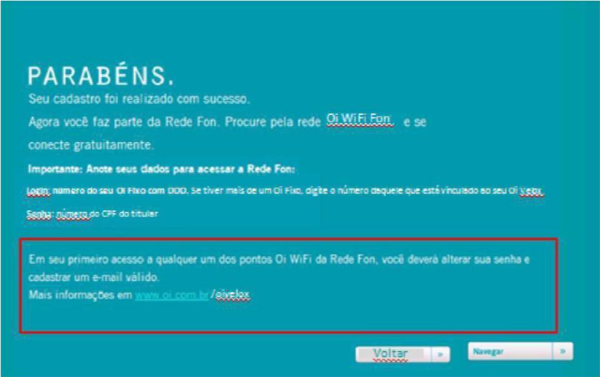 PARABÉNS.
Seu cadastro foi realizado com sucesso.
Agora você faz parte da Rede Fon. Procure pela rede Oi WiFi Fon e se
conecte gratuitamente.
Importante: Anote seus dados para acessar a Rede Fon:
Login: número do seu Oi Fixo com DDD. Se tiver mais de um Oi Fixo, digite o número daquele que está vinculado ao seu Oi Velox.
Senha: número do CPF do titular
Em seu primeiro acesso a qualquer um dos pontos Oi WiFi da Rede Fon, você deverá alterar sua senha e
cadastrar um e-mail válido.
Mais informações em www.oi.com.br/oivelox
Voltar »
Navegar »